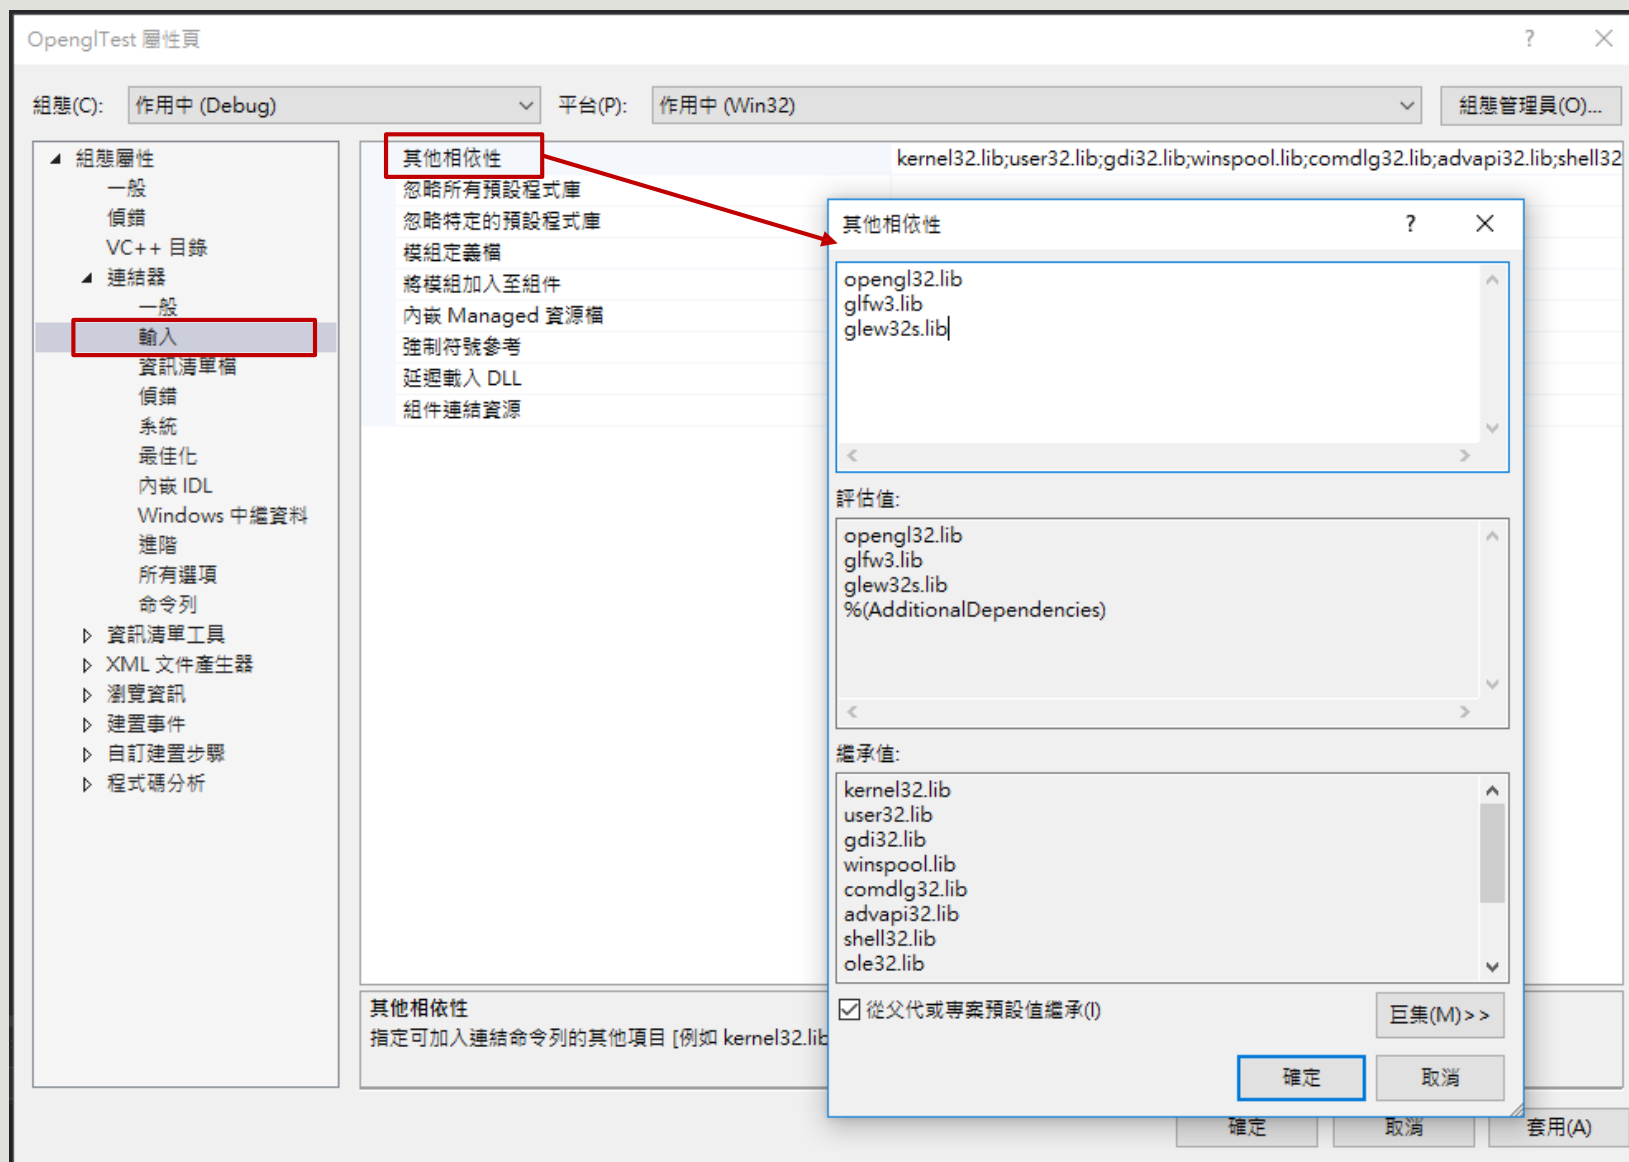 OpenglTest 屬性頁
組態(C):
作用中 (Debug)
平台(P):
作用中 (Win32)
組態管理員(O)...
組態屬性
一般
偵錯
VC++ 目錄
連結器
一般
輸入
資訊清單檔
偵錯
系統
最佳化
內嵌 IDL
Windows 中繼資料
進階
所有選項
命令列
資訊清單工具
XML 文件產生器
瀏覽資訊
建置事件
自訂建置步驟
程式碼分析
其他相依性
kernel32.lib;user32.lib;gdi32.lib;winspool.lib;comdlg32.lib;advapi32.lib;shell32
忽略所有預設程式庫
忽略特定的預設程式庫
模組定義檔
將模組加入至組件
內嵌 Managed 資源檔
強制符號參考
延遲載入 DLL
組件連結資源
其他相依性
指定可加入連結命令列的其他項目 [例如 kernel32.lib
其他相依性
?
opengl32.lib
glfw3.lib
glew32s.lib
評估值:
opengl32.lib
glfw3.lib
glew32s.lib
%(AdditionalDependencies)
繼承值:
kernel32.lib
user32.lib
gdi32.lib
winspool.lib
comdlg32.lib
advapi32.lib
shell32.lib
ole32.lib
從父代或專案預設值繼承(I)
巨集(M)>>
確定
取消
確定
取消
套用(A)